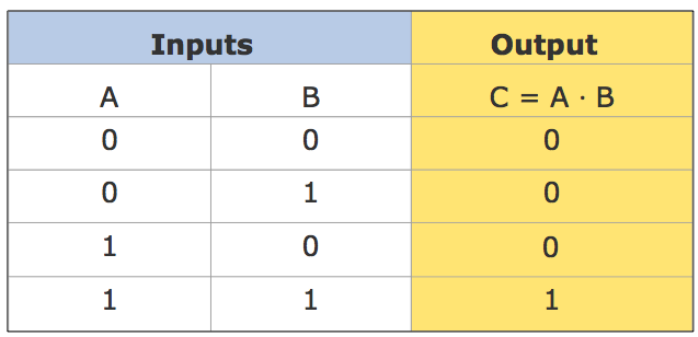 Inputs Output
A B C = A · B
0 0 0
0 1 0
1 0 0
1 1 1